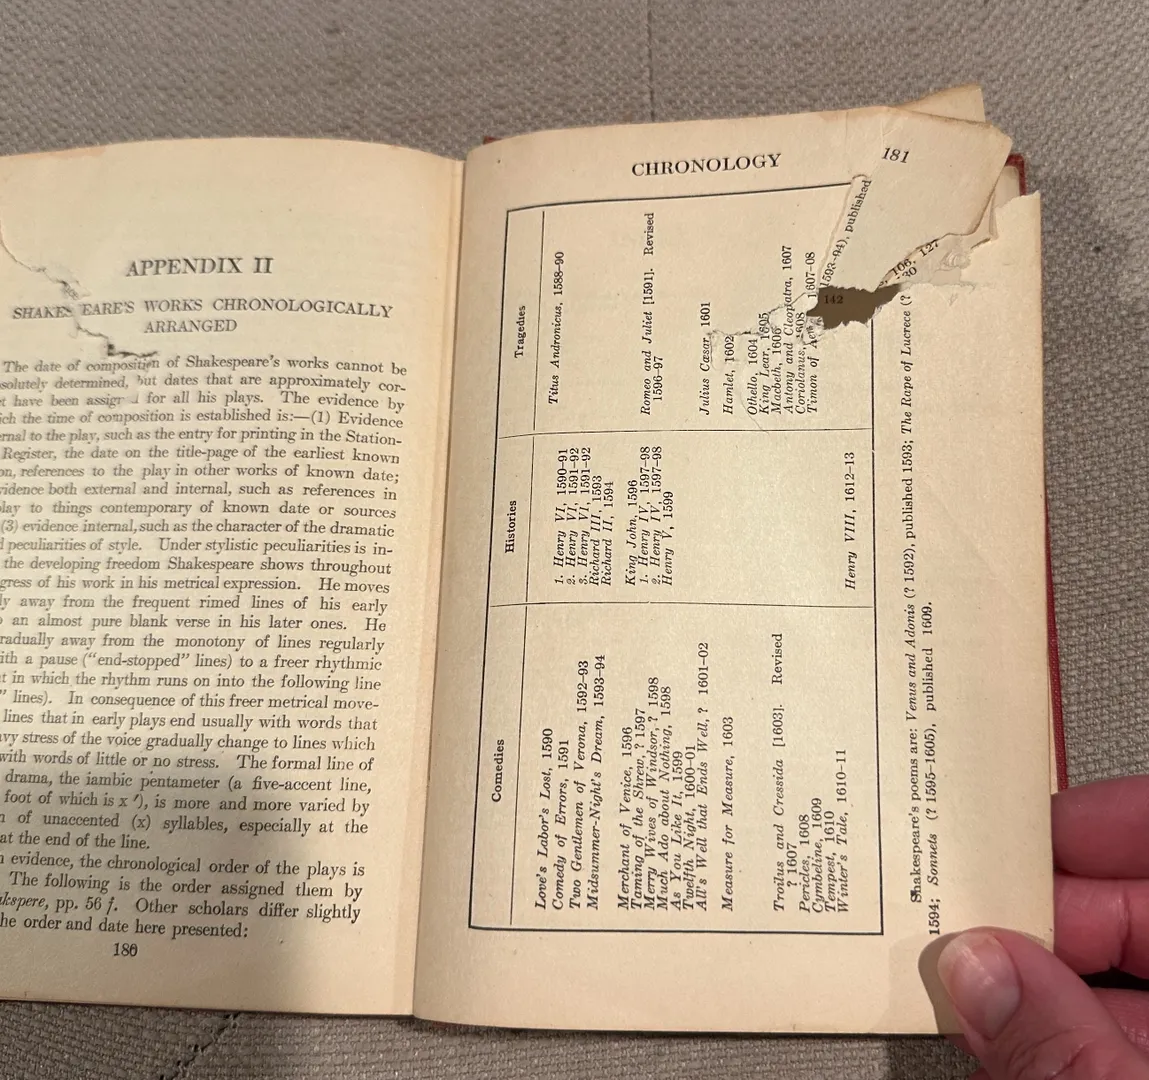 APPENDIX II
SHAKES EARE'S WORKS CHRONOLOGICALLY
ARRANGED
The date of composition of Shakespeare's works cannot be
solutely determined, but dates that are approximately cor-
t have been assign d for all his plays. The evidence by
ich the time of composition is established is:—(1) Evidence
ernal to the play, such as the entry for printing in the Station-
Register, the date on the title-page of the earliest known
on, references to the play in other works of known date;
vidence both external and internal, such as references in
lay to things contemporary of known date or sources
(3) evidence internal, such as the character of the dramatic
d peculiarities of style. Under stylistic peculiarities is in-
the developing freedom Shakespeare shows throughout
gress of his work in his metrical expression. He moves
ly away from the frequent rimed lines of his early
o an almost pure blank verse in his later ones. He
radually away from the monotony of lines regularly
ith a pause ("end-stopped" lines) to a freer rhythmic
t in which the rhythm runs on into the following line
" lines). In consequence of this freer metrical move-
lines that in early plays end usually with words that
vy stress of the voice gradually change to lines which
with words of little or no stress. The formal line of
drama, the iambic pentameter (a five-accent line,
foot of which is x ′), is more and more varied by
n of unaccented (x) syllables, especially at the
at the end of the line.
n evidence, the chronological order of the plays is
The following is the order assigned them by
kspere, pp. 56 f. Other scholars differ slightly
he order and date here presented:
180
CHRONOLOGY
181
Comedies
Love's Labor's Lost, 1590
Comedy of Errors, 1591
Two Gentlemen of Verona, 1592–93
Midsummer-Night's Dream, 1593–94
Merchant of Venice, 1596
Taming of the Shrew, ? 1597
Merry Wives of Windsor, ? 1598
Much Ado about Nothing, 1598
As You Like It, 1599
Twelfth Night, 1600–01
All's Well that Ends Well, ? 1601–02
Measure for Measure, 1603
Troilus and Cressida [1603]. Revised
? 1607
Pericles, 1608
Cymbeline, 1609
Tempest, 1610
Winter's Tale, 1610–11
Histories
1. Henry VI, 1590–91
2. Henry VI, 1591–92
3. Henry VI, 1591–92
Richard III, 1593
Richard II, 1594
King John, 1596
1. Henry IV, 1597–98
2. Henry IV, 1597–98
Henry V, 1599
Henry VIII, 1612–13
Tragedies
Titus Andronicus, 1588–90
Romeo and Juliet [1591]. Revised
1596–97
Julius Cæsar, 1601
Hamlet, 1602
Othello, 1604
King Lear, 1605
Macbeth, 1606
Antony and Cleopatra, 1607
Coriolanus, 1608
Timon of 1607–08
Shakespeare's poems are: Venus and Adonis (? 1592), published 1593; The Rape of Lucrece (?
1593–94), published
1594; Sonnets (? 1595–1605), published 1609.
142
106, 127
30